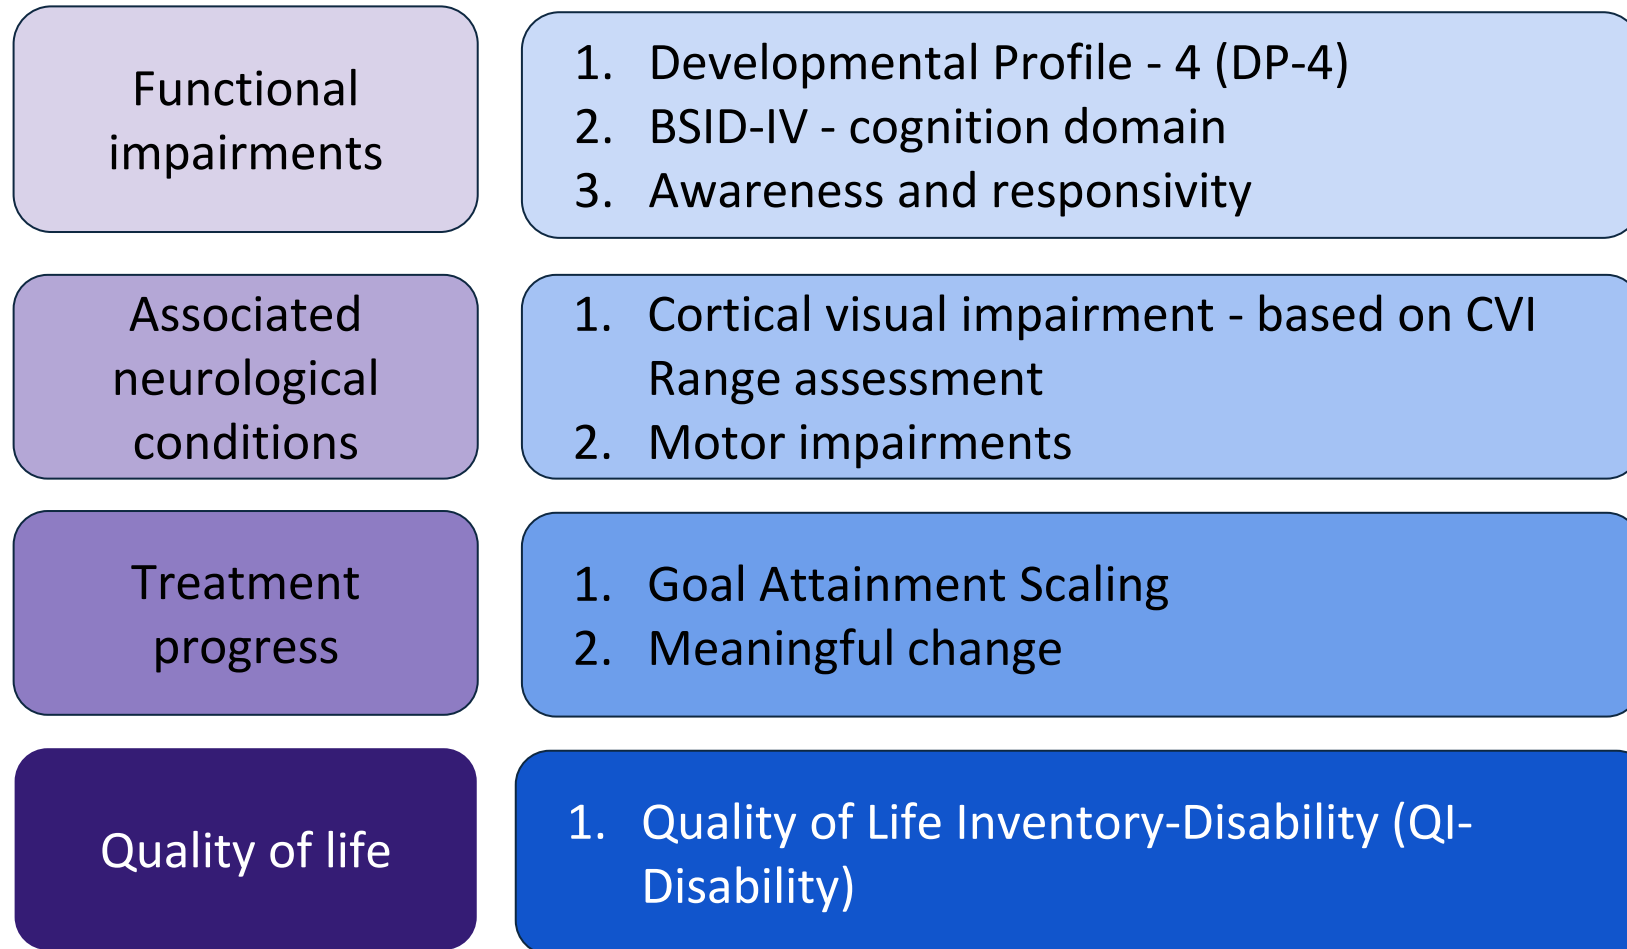 Functional
impairments
1. Developmental Profile - 4 (DP-4)
2. BSID-IV - cognition domain
3. Awareness and responsivity
Associated
neurological
conditions
1. Cortical visual impairment - based on CVI
Range assessment
2. Motor impairments
Treatment
progress
1. Goal Attainment Scaling
2. Meaningful change
Quality of life
1. Quality of Life Inventory-Disability (QI-
Disability)